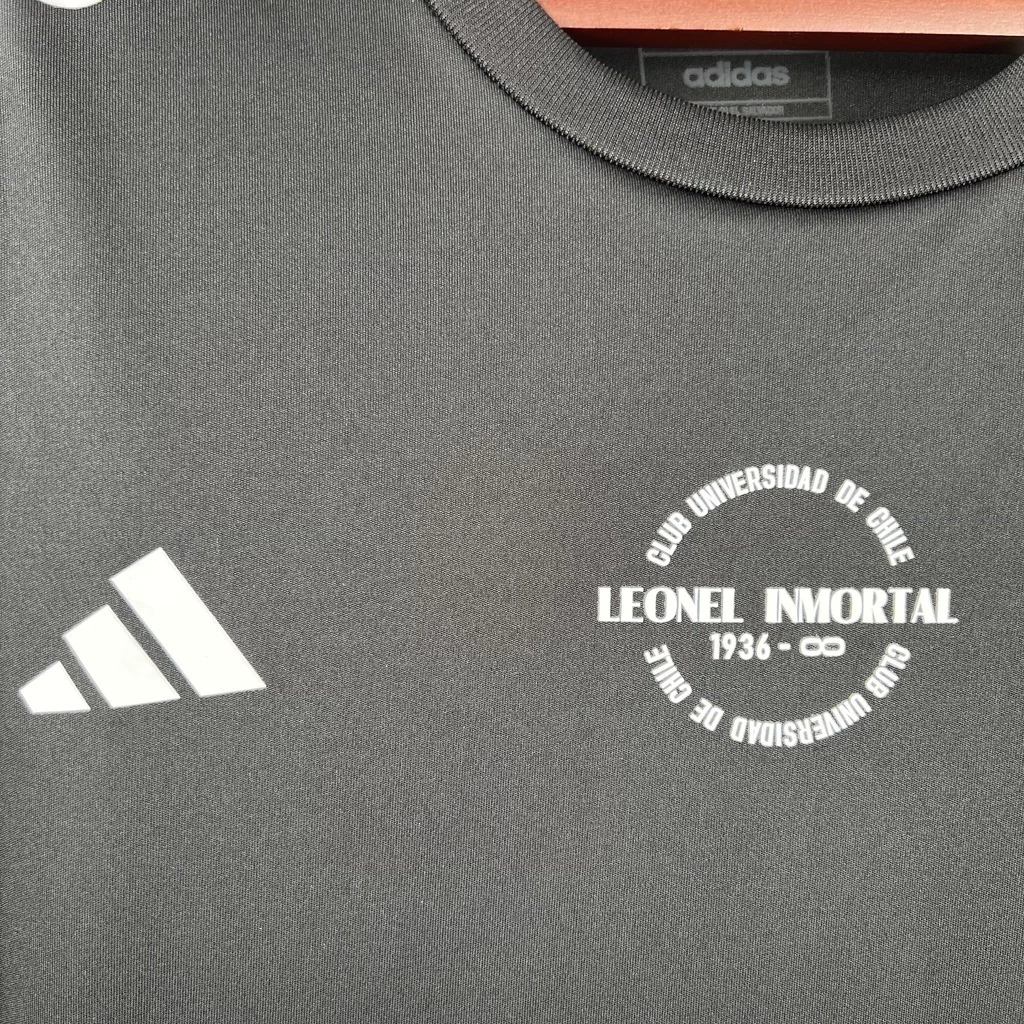 adidas
CLUB UNIVERSIDAD DE CHILE
LEONEL INMORTAL
1936 - ∞
CLUB UNIVERSIDAD DE CHILE